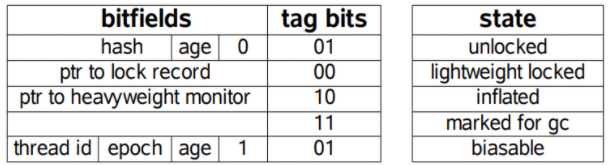 bitfields tag bits state
hash age 0 01 unlocked
ptr to lock record 00 lightweight locked
ptr to heavyweight monitor 10 inflated
11 marked for gc
thread id epoch age 1 01 biasable